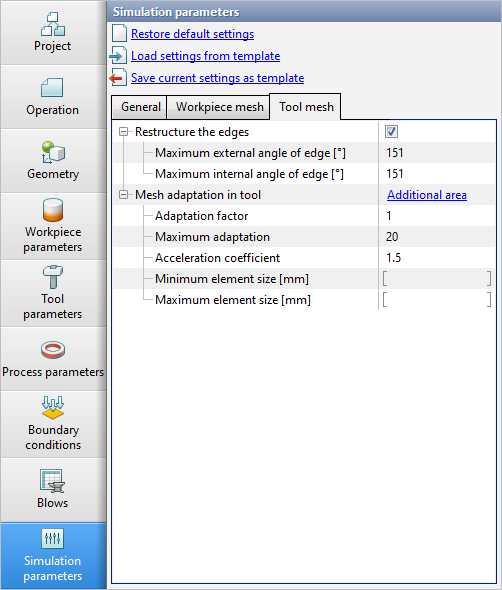 Project
Operation
Geometry
Workpiece
parameters
Tool
parameters
Process parameters
Boundary
conditions
Blows
Simulation
parameters
Simulation parameters
Restore default settings
Load settings from template
Save current settings as template
General Workpiece mesh Tool mesh
Restructure the edges
Maximum external angle of edge [°] 151
Maximum internal angle of edge [°] 151
Mesh adaptation in tool Additional area
Adaptation factor 1
Maximum adaptation 20
Acceleration coefficient 1.5
Minimum element size [mm] [ ]
Maximum element size [mm] [ ]